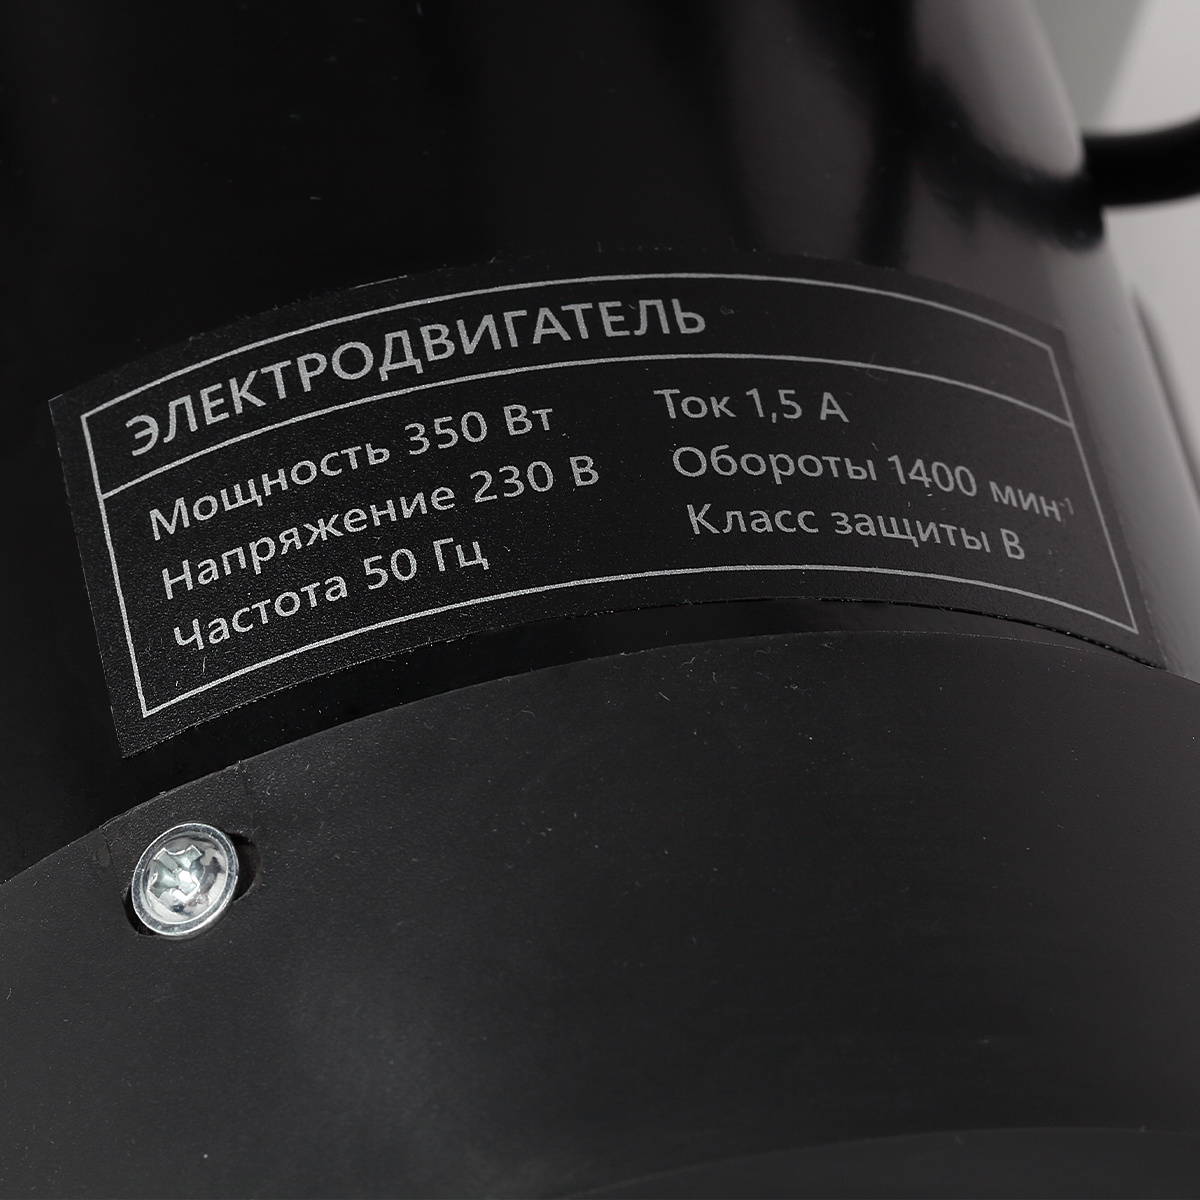 ЭЛЕКТРОДВИГАТЕЛЬ
Мощность 350 Вт
Напряжение 230 В
Частота 50 Гц
Ток 1,5 А
Обороты 1400 мин⁻¹
Класс защиты В